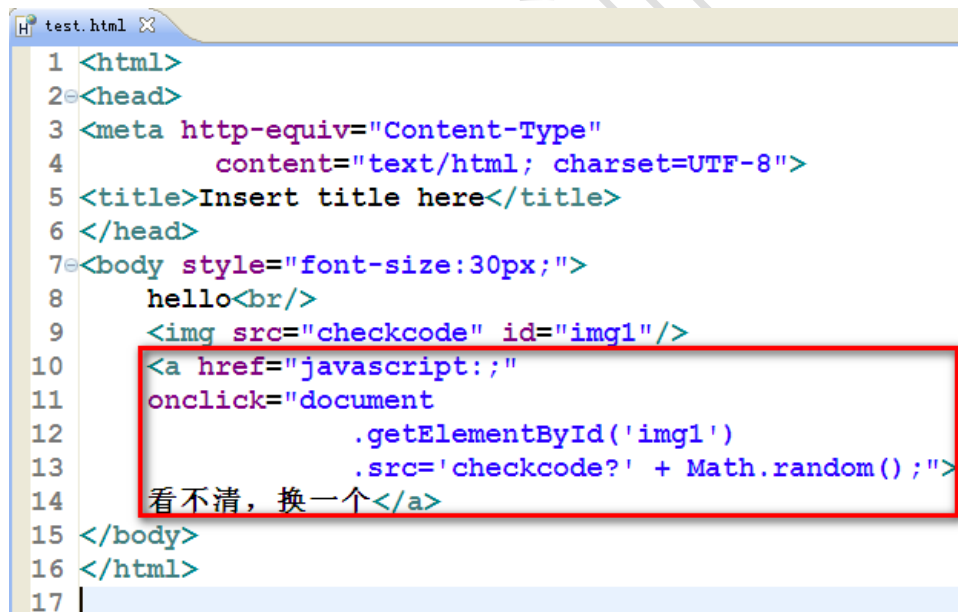 test.html
1 <html>
2 <head>
3 <meta http-equiv="Content-Type"
4 content="text/html; charset=UTF-8">
5 <title>Insert title here</title>
6 </head>
7 <body style="font-size:30px;">
8 hello<br/>
9 <img src="checkcode" id="img1"/>
10 <a href="javascript:;"
11 onclick="document
12 .getElementById('img1')
13 .src='checkcode?' + Math.random();">
14 看不清，换一个</a>
15 </body>
16 </html>
17